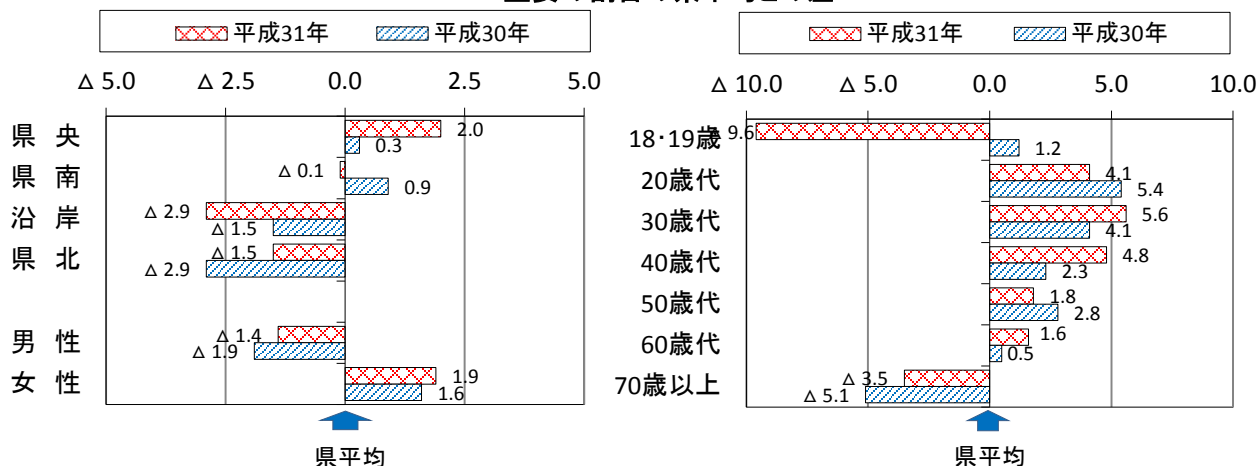 平成31年 平成30年
△ 5.0 △ 2.5 0.0 2.5 5.0
県 央 2.0
0.3
県 南 △ 0.1
0.9
沿 岸 △ 2.9
△ 1.5
県 北 △ 1.5
△ 2.9
男 性 △ 1.4
△ 1.9
女 性 1.9
1.6
県平均
平成31年 平成30年
△ 10.0 △ 5.0 0.0 5.0 10.0
18・19歳 △ 9.6
1.2
20歳代 4.1
5.4
30歳代 5.6
4.1
40歳代 4.8
2.3
50歳代 1.8
2.8
60歳代 1.6
0.5
70歳以上 △ 3.5
△ 5.1
県平均